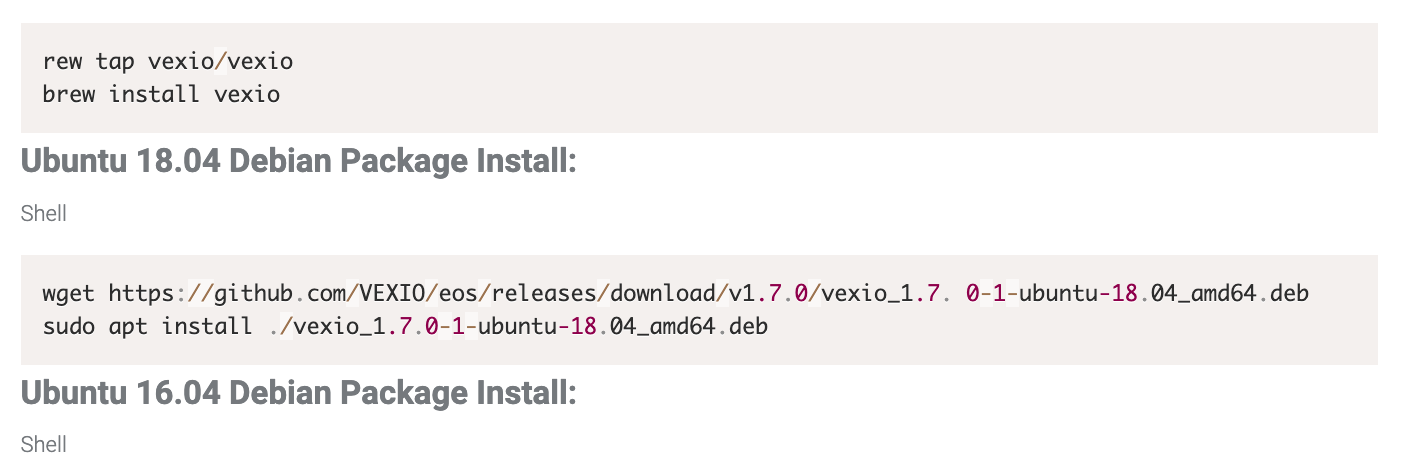 rew tap vexio/vexio
brew install vexio
Ubuntu 18.04 Debian Package Install:
Shell
wget https://github.com/VEXIO/eos/releases/download/v1.7.0/vexio_1.7. 0-1-ubuntu-18.04_amd64.deb
sudo apt install ./vexio_1.7.0-1-ubuntu-18.04_amd64.deb
Ubuntu 16.04 Debian Package Install:
Shell